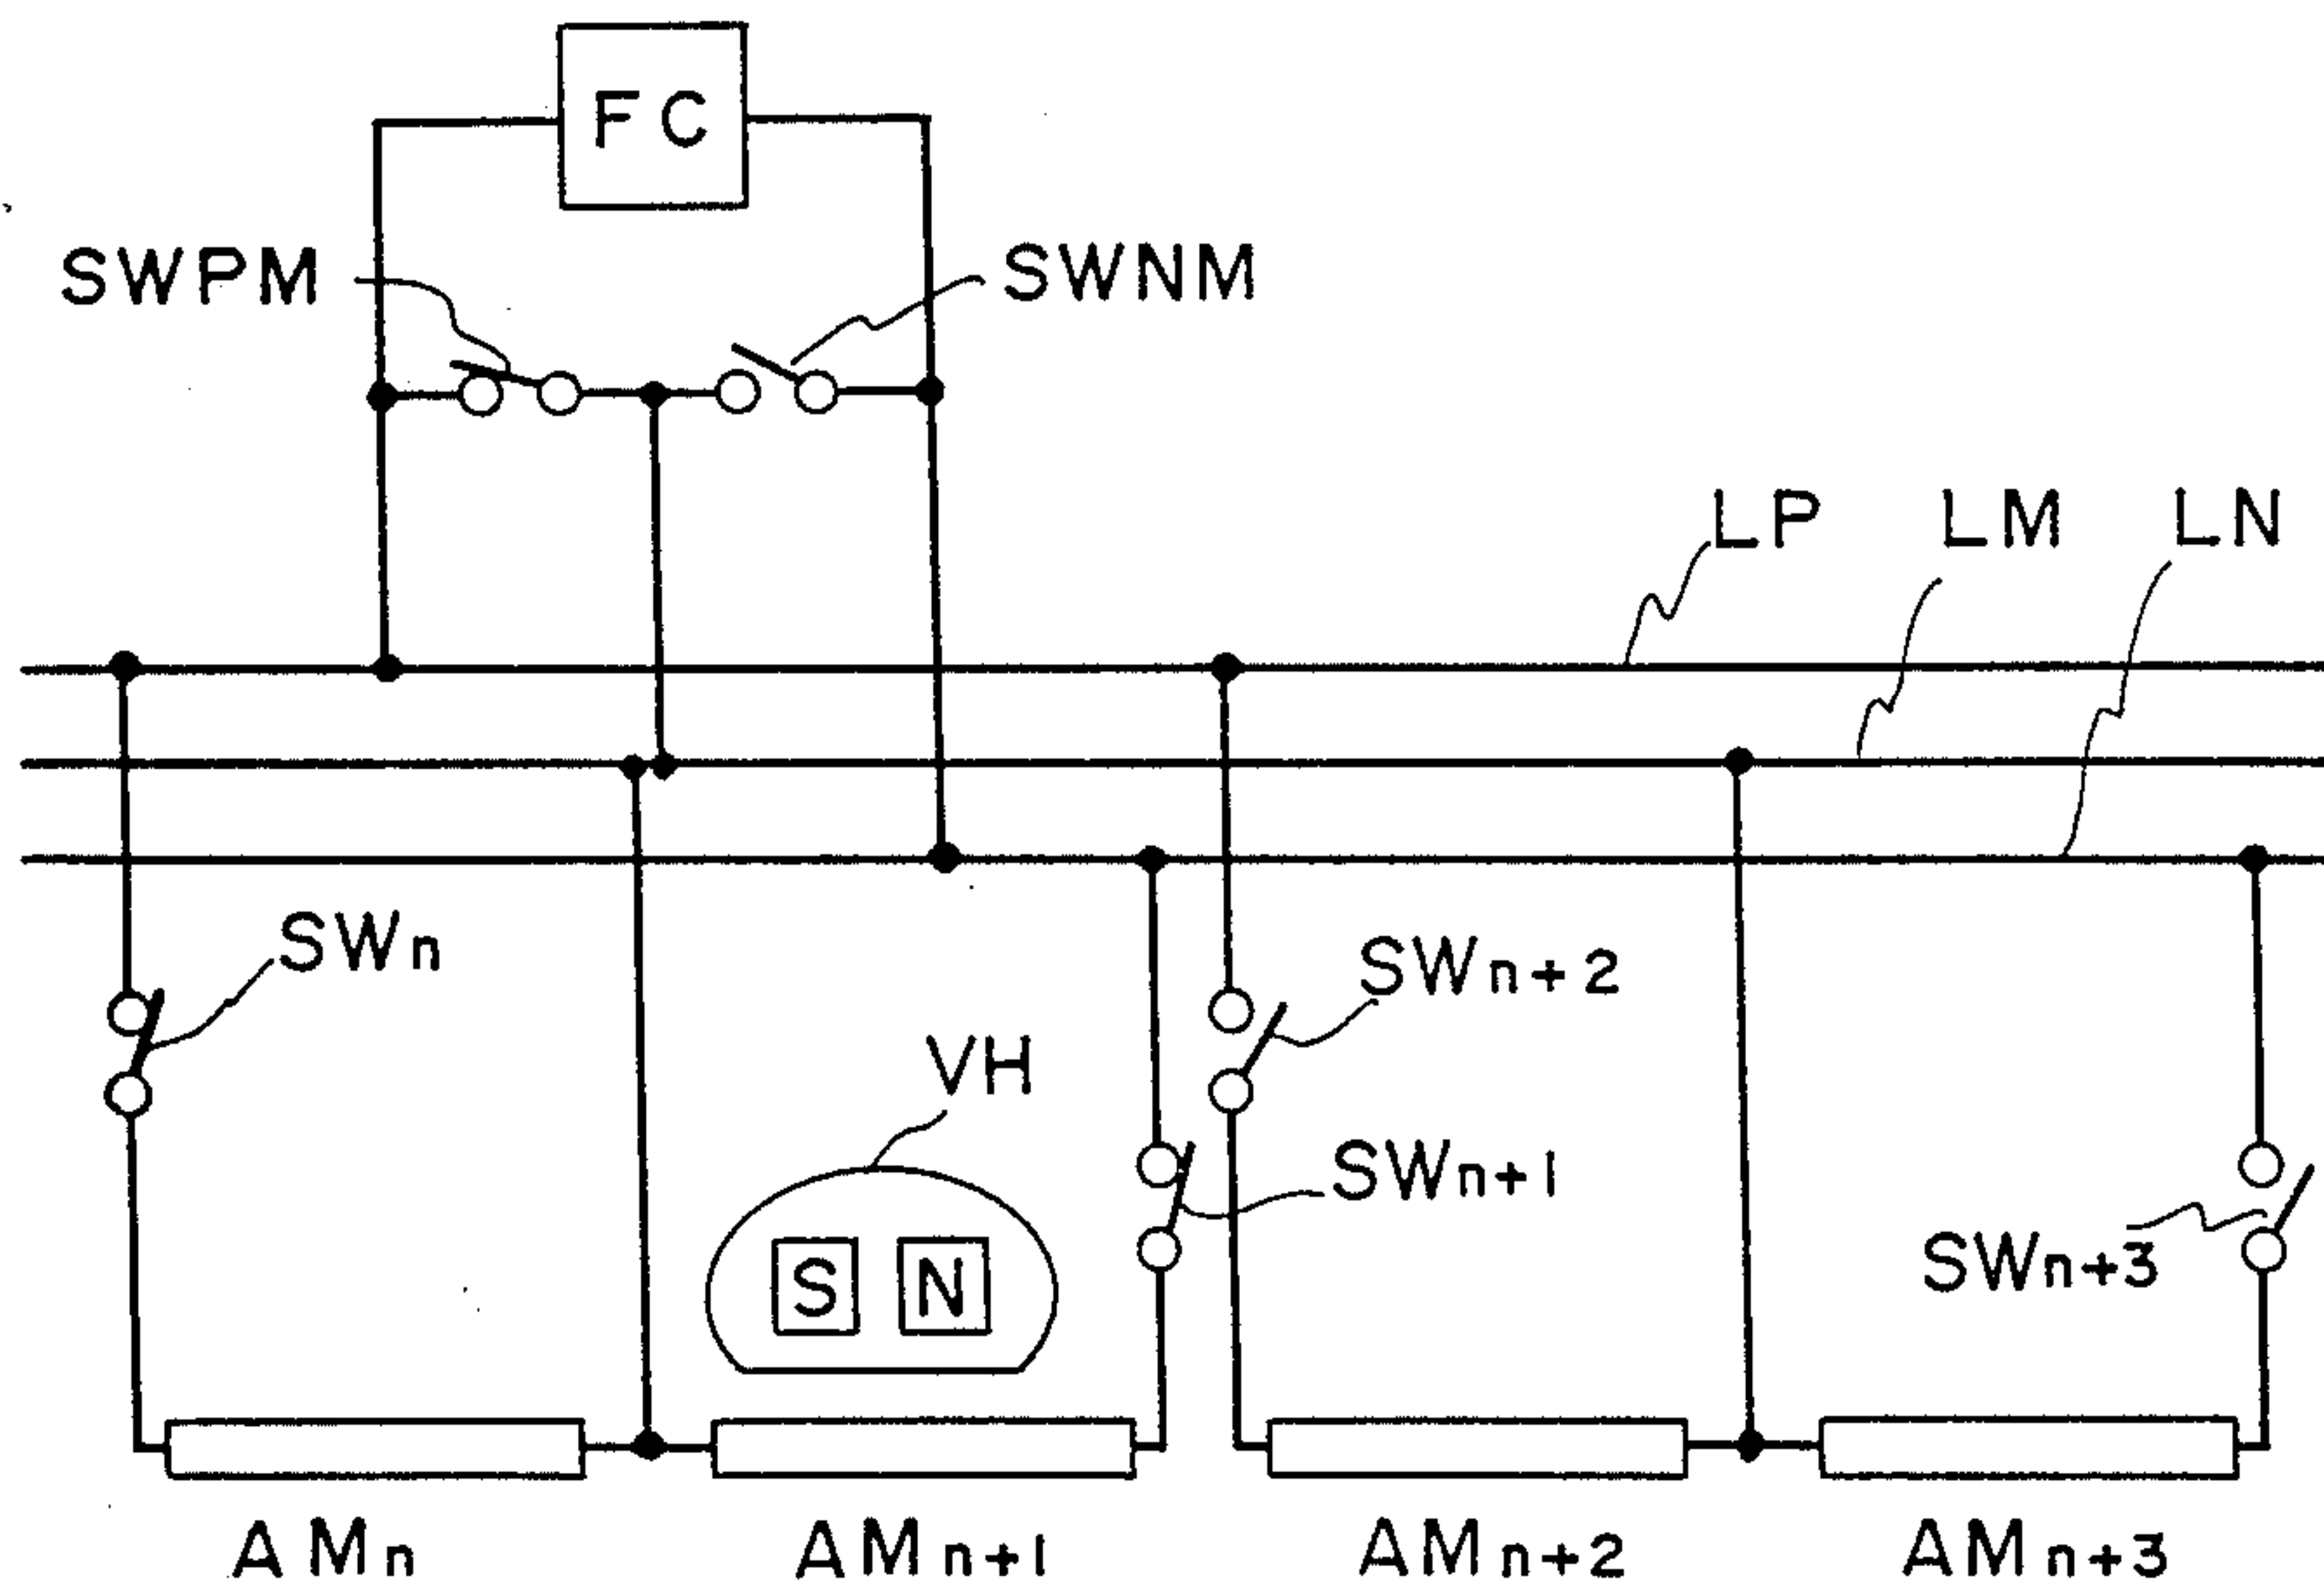 FC
SWPM
SWNM
LP
LM
LN
SWn
SWn+2
VH
SWn+1
S
N
SWn+3
AMn
AMn+1
AMn+2
AMn+3